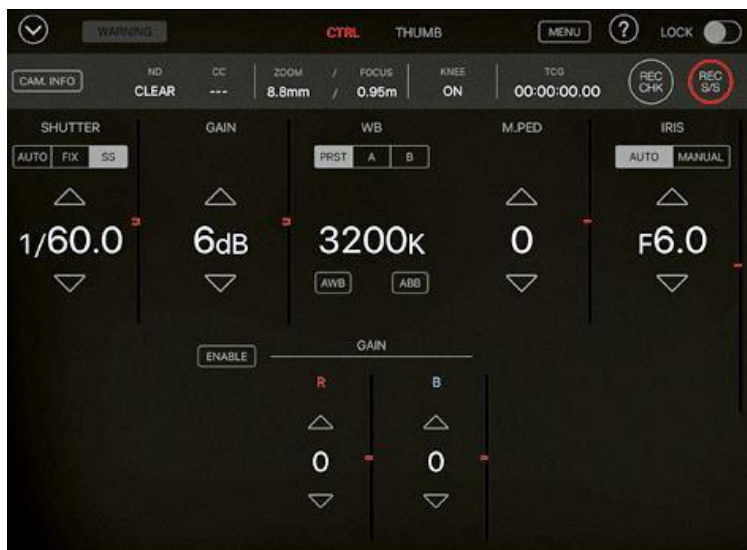 WARNING CTRL THUMB MENU ? LOCK
CAM. INFO ND CC ZOOM / FOCUS KNEE TCG REC CHK REC S/S
CLEAR --- 8.8mm / 0.95m ON 00:00:00.00
SHUTTER GAIN WB M.PED IRIS
AUTO FIX SS PRST A B AUTO MANUAL
1/60.0 6dB 3200K 0 F6.0
AWB ABB
ENABLE GAIN
R B
0 0